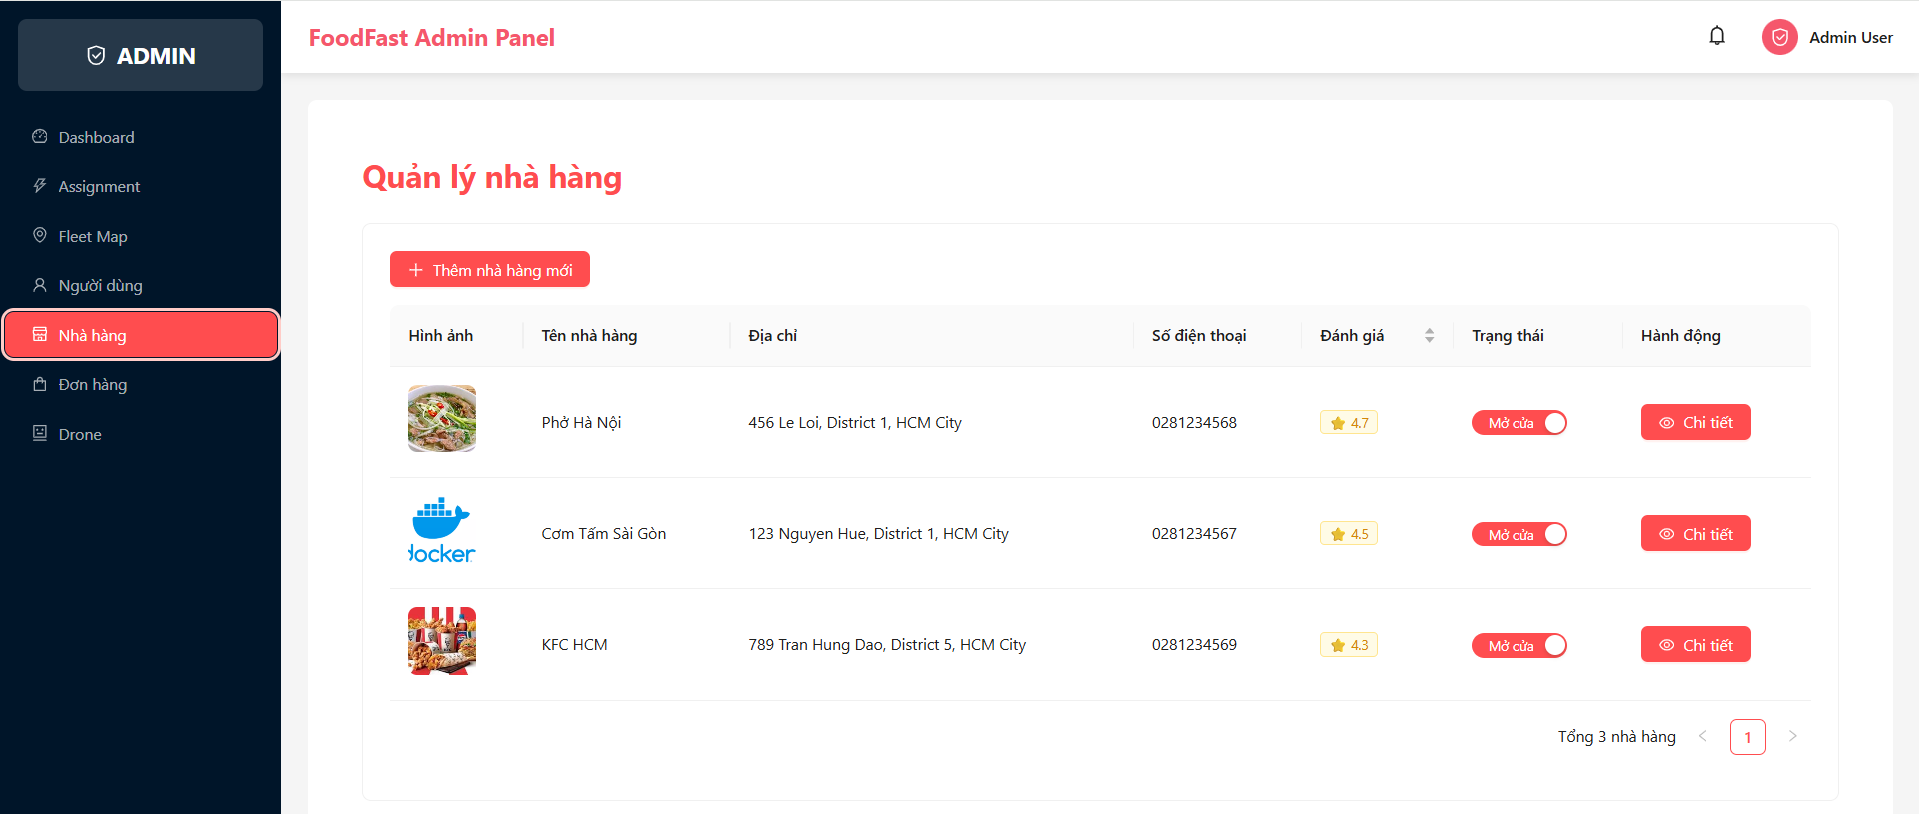 ADMIN
FoodFast Admin Panel
Admin User
Dashboard
Assignment
Fleet Map
Người dùng
Nhà hàng
Đơn hàng
Drone
Quản lý nhà hàng
Thêm nhà hàng mới
Hình ảnh Tên nhà hàng Địa chỉ Số điện thoại Đánh giá Trạng thái Hành động
Phở Hà Nội 456 Le Loi, District 1, HCM City 0281234568 4.7 Mở cửa Chi tiết
docker
Cơm Tấm Sài Gòn 123 Nguyen Hue, District 1, HCM City 0281234567 4.5 Mở cửa Chi tiết
KFC HCM 789 Tran Hung Dao, District 5, HCM City 0281234569 4.3 Mở cửa Chi tiết
Tổng 3 nhà hàng 1